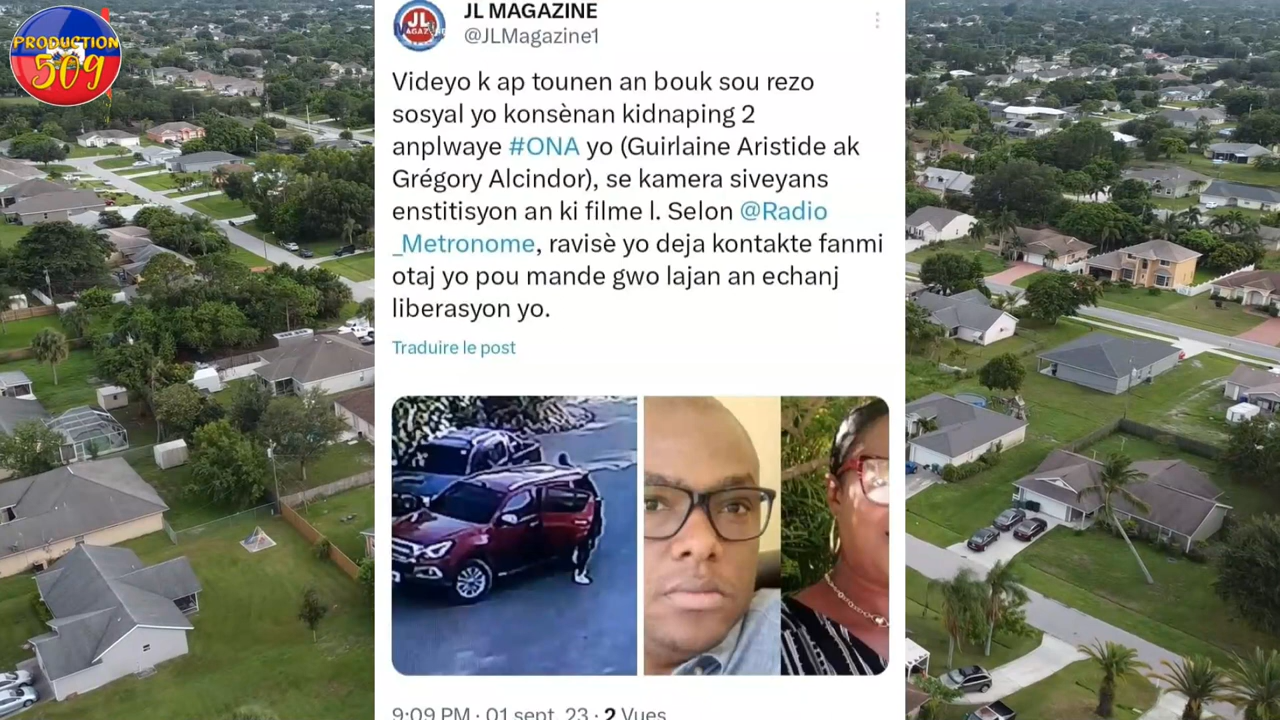 PRODUCTION
509
JL MAGAZINE
@JLMagazine1
Videyo k ap tounen an bouk sou rezo
sosyal yo konsènan kidnaping 2
anplwaye #ONA yo (Guirlaine Aristide ak
Grégory Alcindor), se kamera siveyans
enstitisyon an ki filme l. Selon @Radio
_Metronome, ravisè yo deja kontakte fanmi
otaj yo pou mande gwo lajan an echanj
liberasyon yo.
Traduire le post
9:09 PM · 01 sept. 23 · 2 Vues